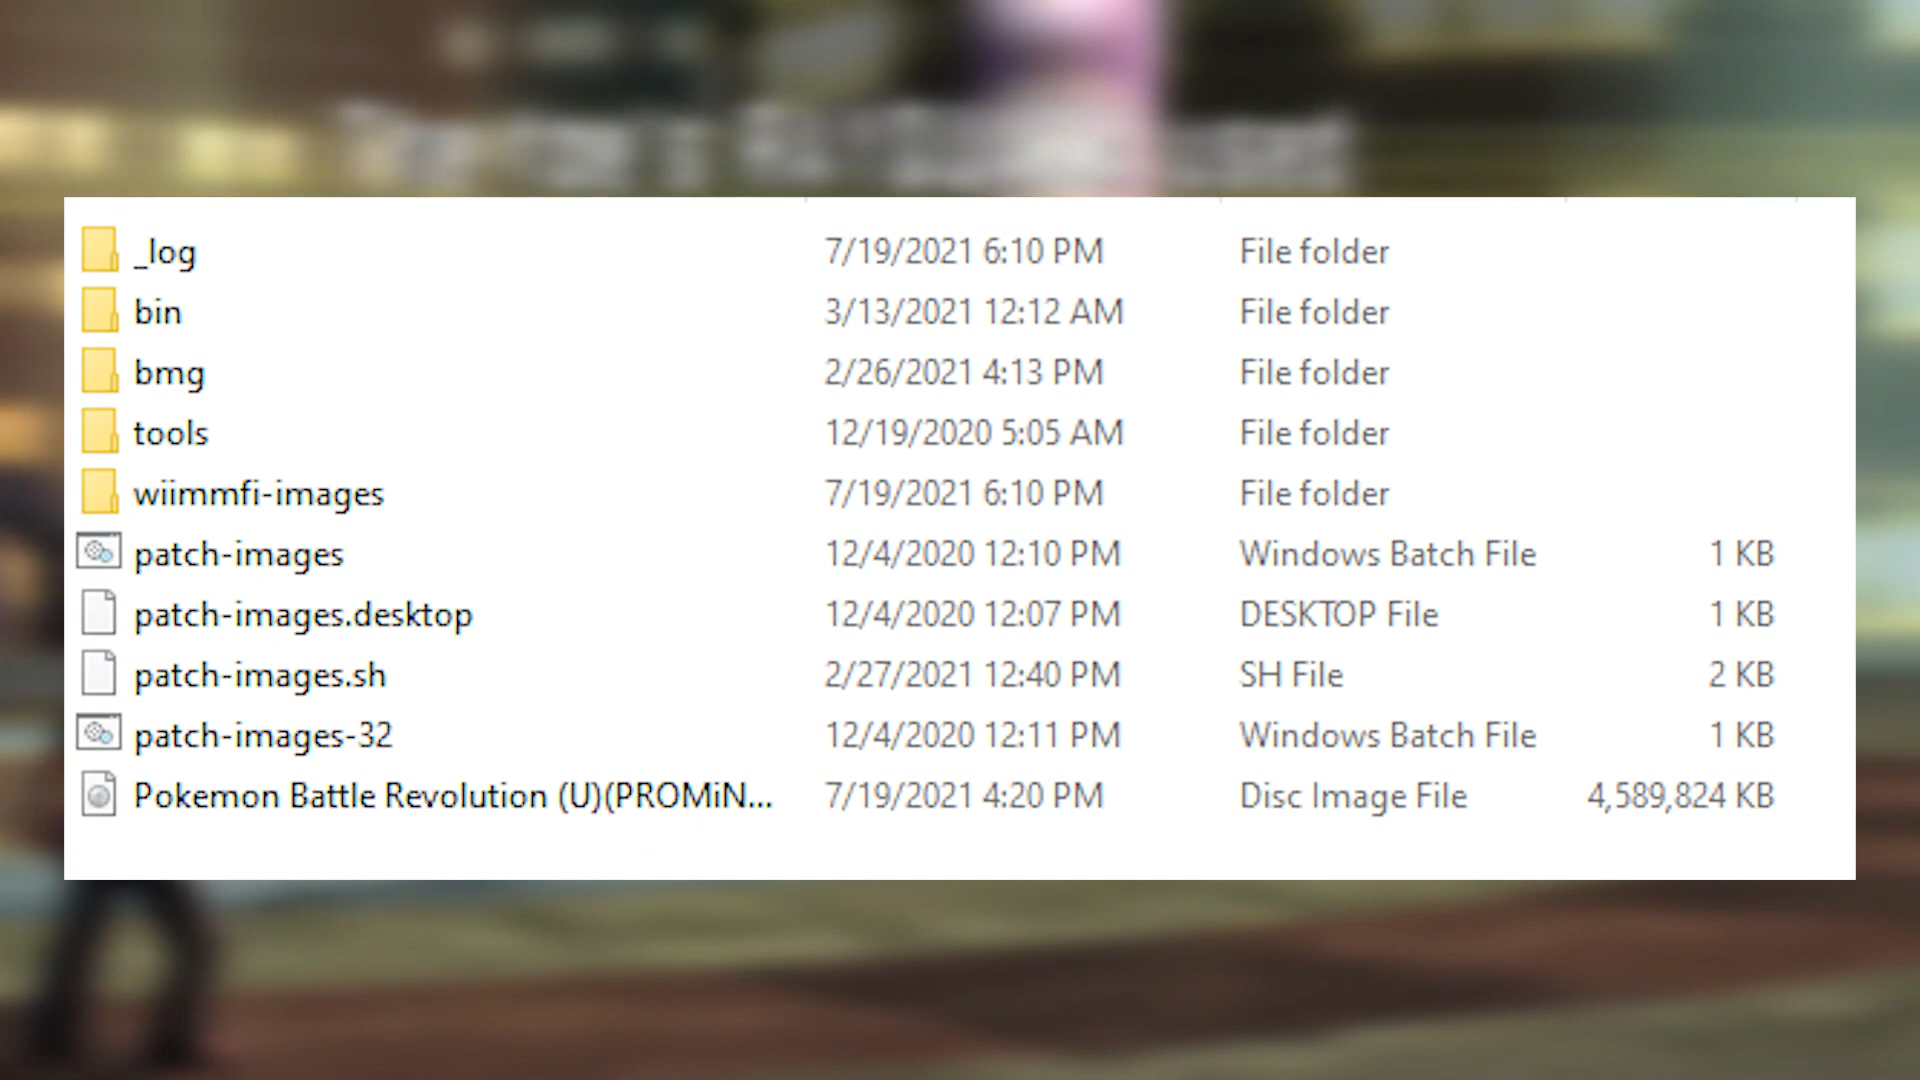 _log 7/19/2021 6:10 PM File folder
bin 3/13/2021 12:12 AM File folder
bmg 2/26/2021 4:13 PM File folder
tools 12/19/2020 5:05 AM File folder
wiimmfi-images 7/19/2021 6:10 PM File folder
patch-images 12/4/2020 12:10 PM Windows Batch File 1 KB
patch-images.desktop 12/4/2020 12:07 PM DESKTOP File 1 KB
patch-images.sh 2/27/2021 12:40 PM SH File 2 KB
patch-images-32 12/4/2020 12:11 PM Windows Batch File 1 KB
Pokemon Battle Revolution (U)(PROMiN... 7/19/2021 4:20 PM Disc Image File 4,589,824 KB